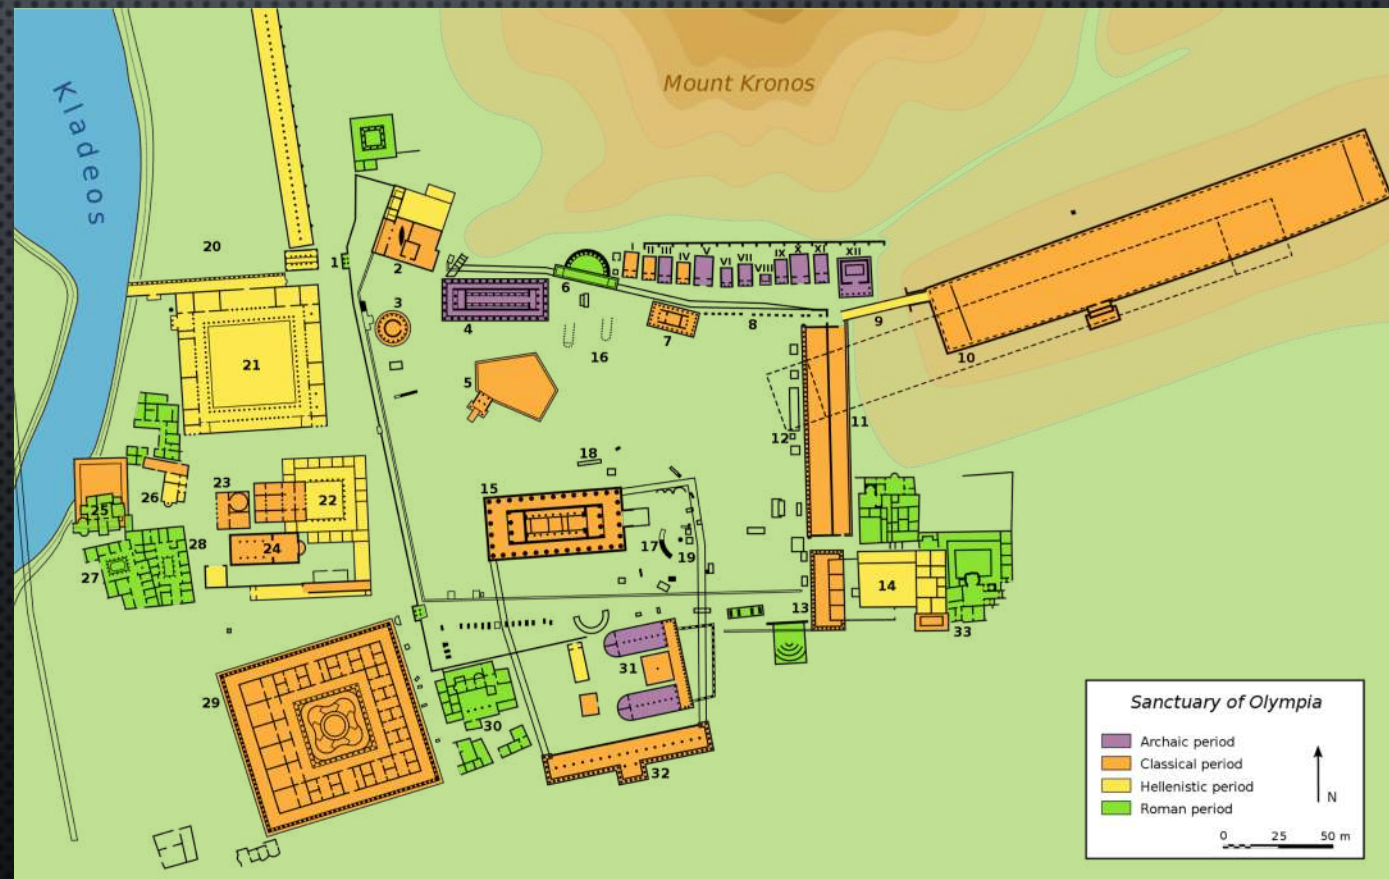 Mount Kronos
Kladeos
20
1
2
3
4
5
6
7
8
9
10
I
II
III
IV
V
VI
VII
VIII
IX
X
XI
XII
16
21
11
12
18
15
23
22
26
25
24
28
27
17
19
14
13
33
29
31
30
32
Sanctuary of Olympia
Archaic period
Classical period
Hellenistic period
Roman period
N
0 25 50 m